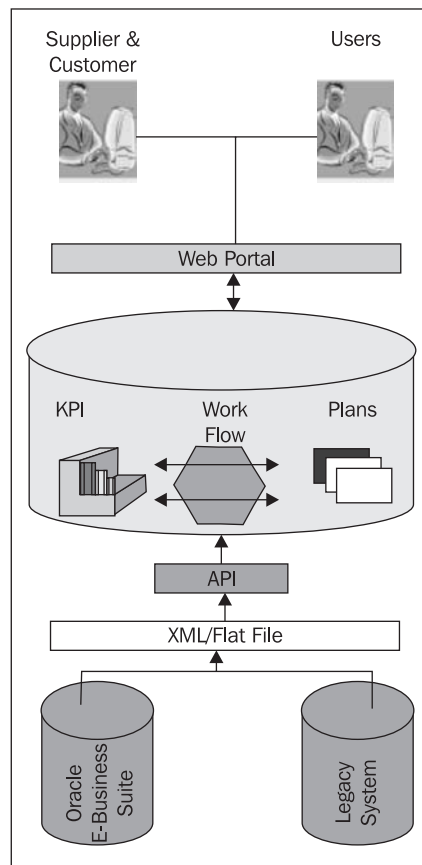 Supplier &
Customer
Users
Web Portal
KPI
Work
Flow
Plans
API
XML/Flat File
Oracle
E-Business
Suite
Legacy
System